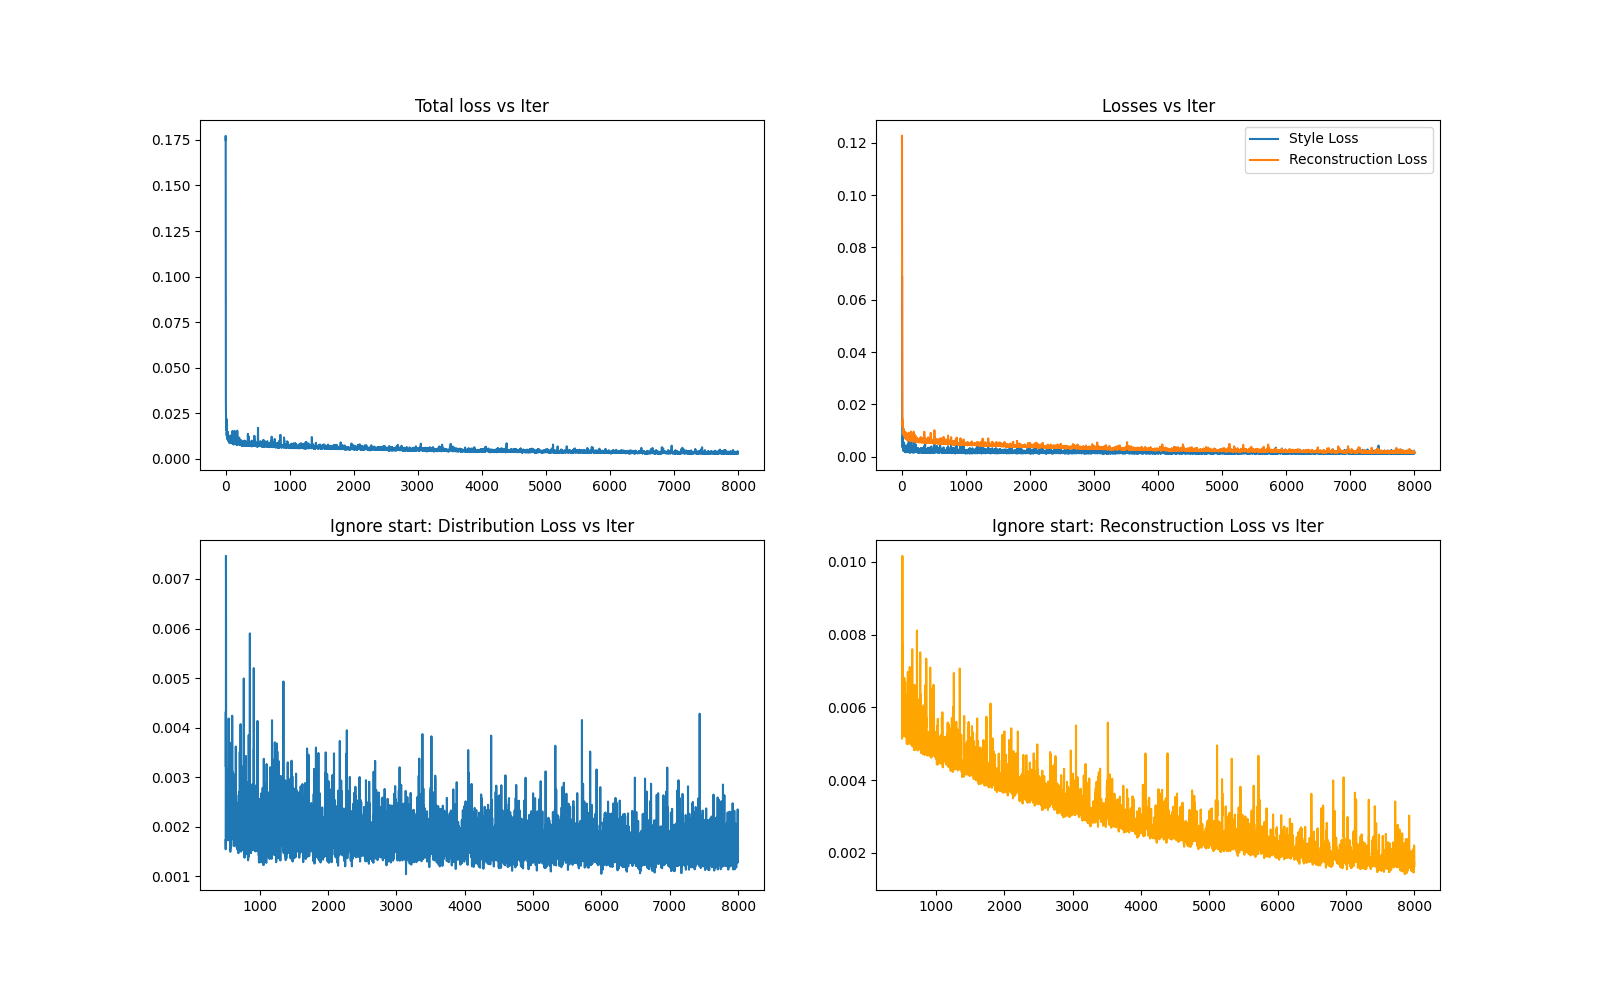 Total loss vs Iter
0.175
0.150
0.125
0.100
0.075
0.050
0.025
0.000
0 1000 2000 3000 4000 5000 6000 7000 8000
Losses vs Iter
Style Loss
Reconstruction Loss
0.12
0.10
0.08
0.06
0.04
0.02
0.00
0 1000 2000 3000 4000 5000 6000 7000 8000
Ignore start: Distribution Loss vs Iter
0.007
0.006
0.005
0.004
0.003
0.002
0.001
1000 2000 3000 4000 5000 6000 7000 8000
Ignore start: Reconstruction Loss vs Iter
0.010
0.008
0.006
0.004
0.002
1000 2000 3000 4000 5000 6000 7000 8000